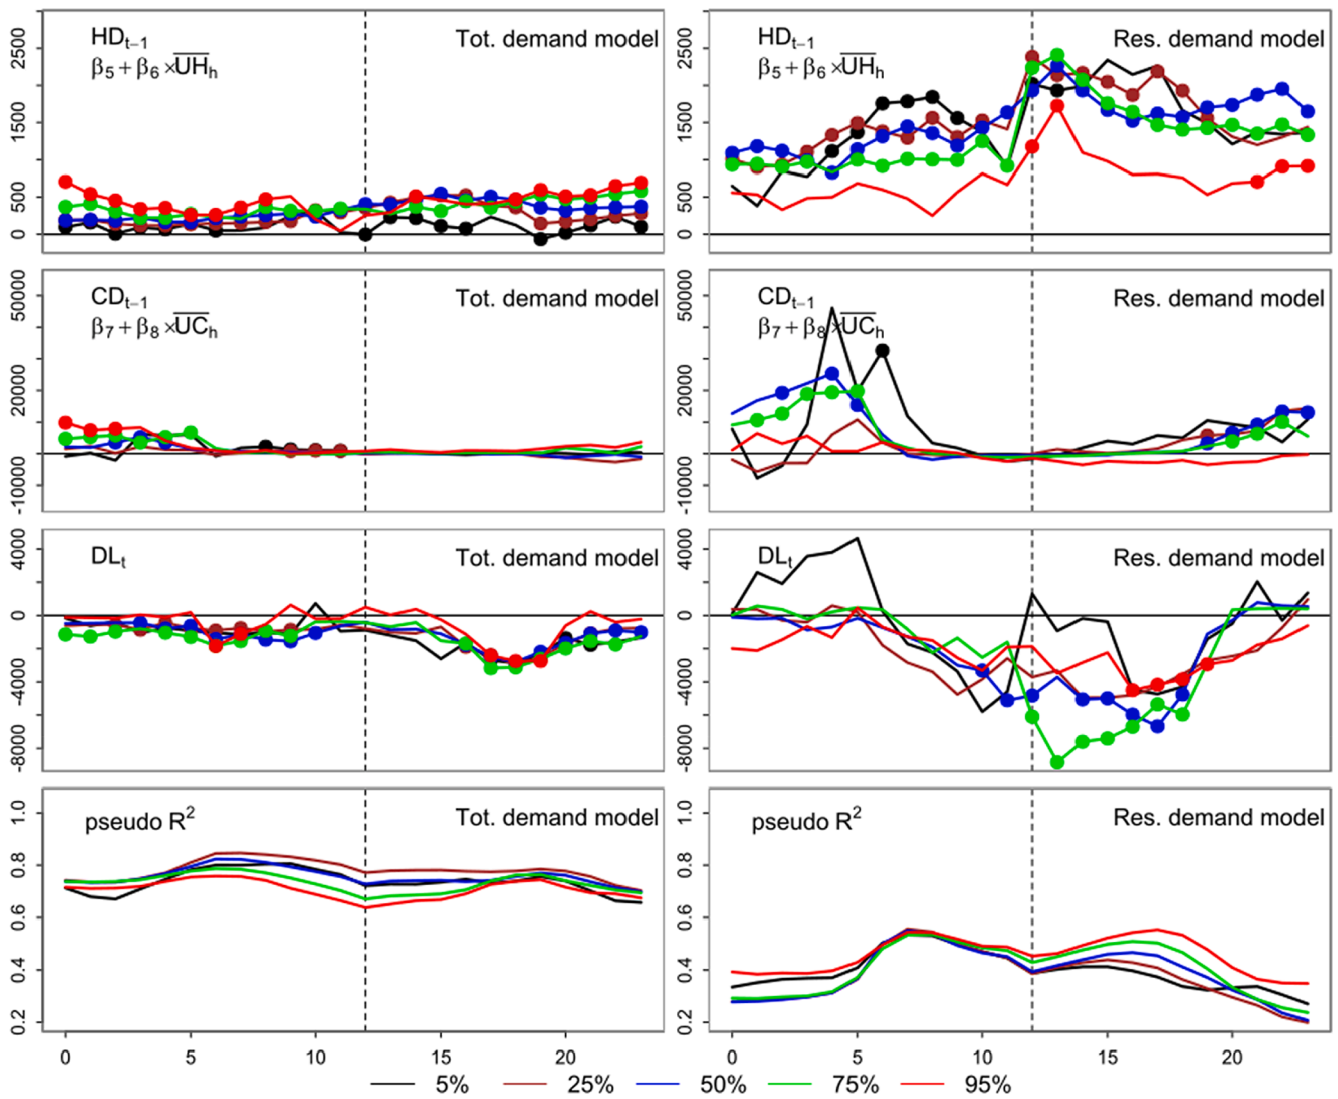 HDt−1
β5 + β6 × UHh
Tot. demand model
2500
1500
500
0
HDt−1
β5 + β6 × UHh
Res. demand model
2500
1500
500
0
CDt−1
β7 + β8 × UCh
Tot. demand model
50000
20000
-10000
CDt−1
β7 + β8 × UCh
Res. demand model
50000
20000
-10000
DLt
Tot. demand model
4000
0
-4000
-8000
DLt
Res. demand model
4000
0
-4000
-8000
pseudo R2
Tot. demand model
1.0
0.8
0.6
0.4
0.2
pseudo R2
Res. demand model
1.0
0.8
0.6
0.4
0.2
0 5 10 15 20
0 5 10 15 20
5% 25% 50% 75% 95%